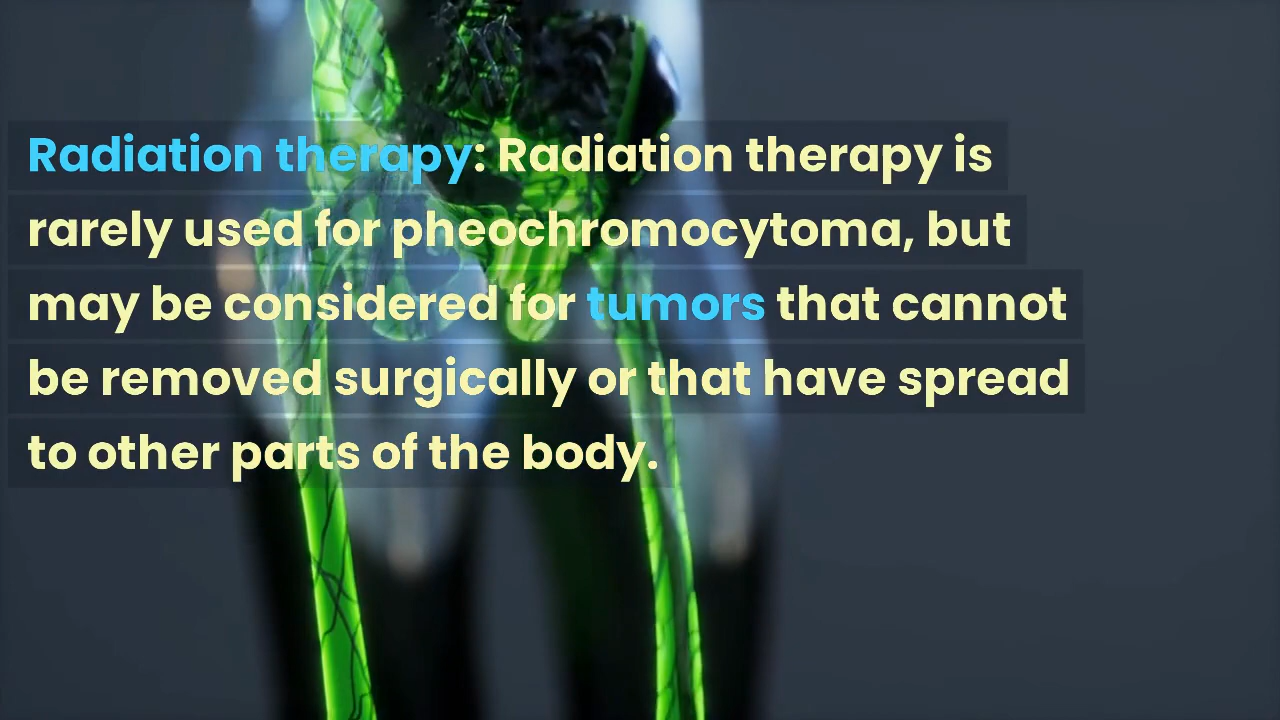 Radiation therapy: Radiation therapy is
rarely used for pheochromocytoma, but
may be considered for tumors that cannot
be removed surgically or that have spread
to other parts of the body.